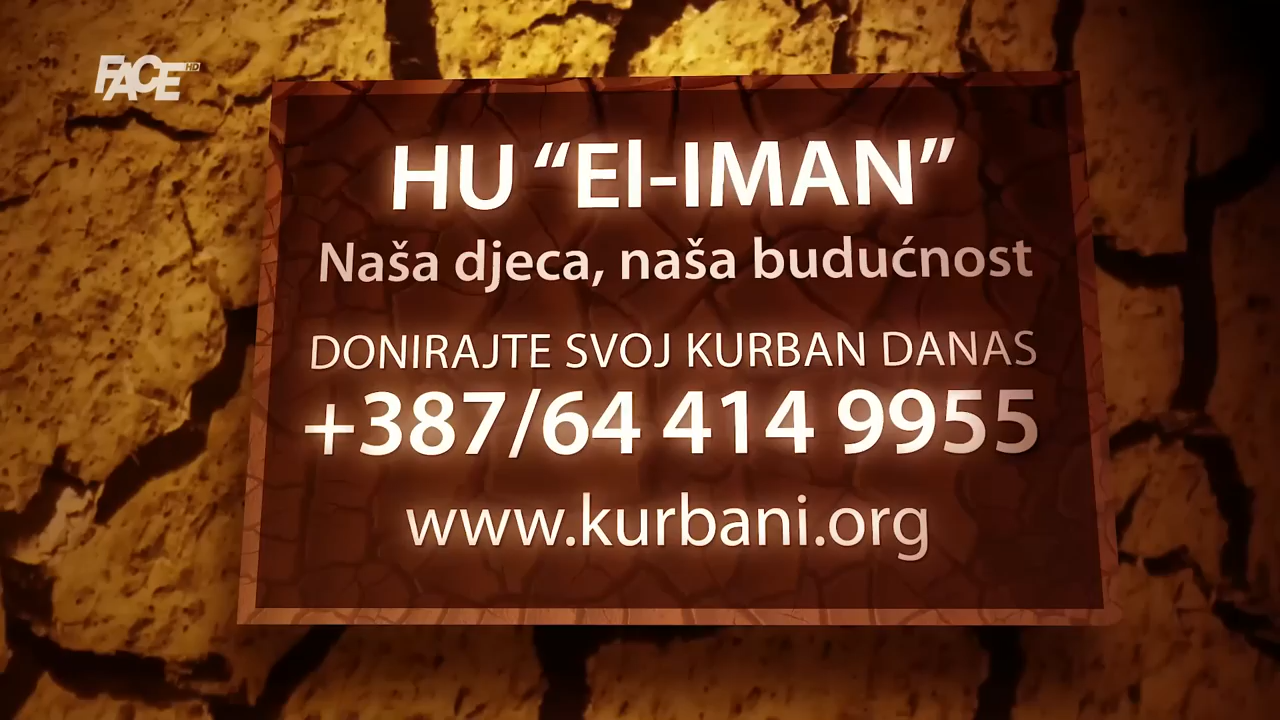 FACE HD
HU “El-IMAN”
Naša djeca, naša budućnost
DONIRAJTE SVOJ KURBAN DANAS
+387/64 414 9955
www.kurbani.org